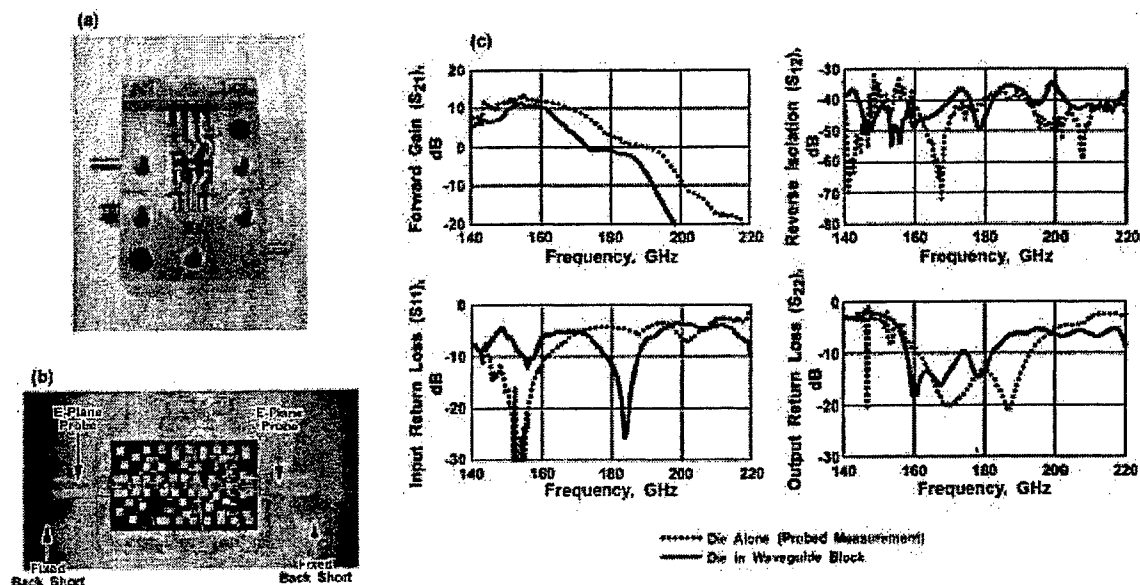 (a)
(b)
E-Plane
Probe
E-Plane
Probe
Fixed
Back Short
Fixed
Back Short
(c)
Forward Gain (S21),
dB
20
10
0
-10
-20
140
160
180
200
220
Frequency, GHz
Reverse Isolation (S12),
dB
-30
-40
-50
-60
-70
-80
140
160
180
200
220
Frequency, GHz
Input Return Loss (S11),
dB
0
-10
-20
-30
140
160
180
200
220
Frequency, GHz
Output Return Loss (S22),
dB
0
-10
-20
-30
140
160
180
200
220
Frequency, GHz
Die Alone (Probed Measurement)
Die in Waveguide Block